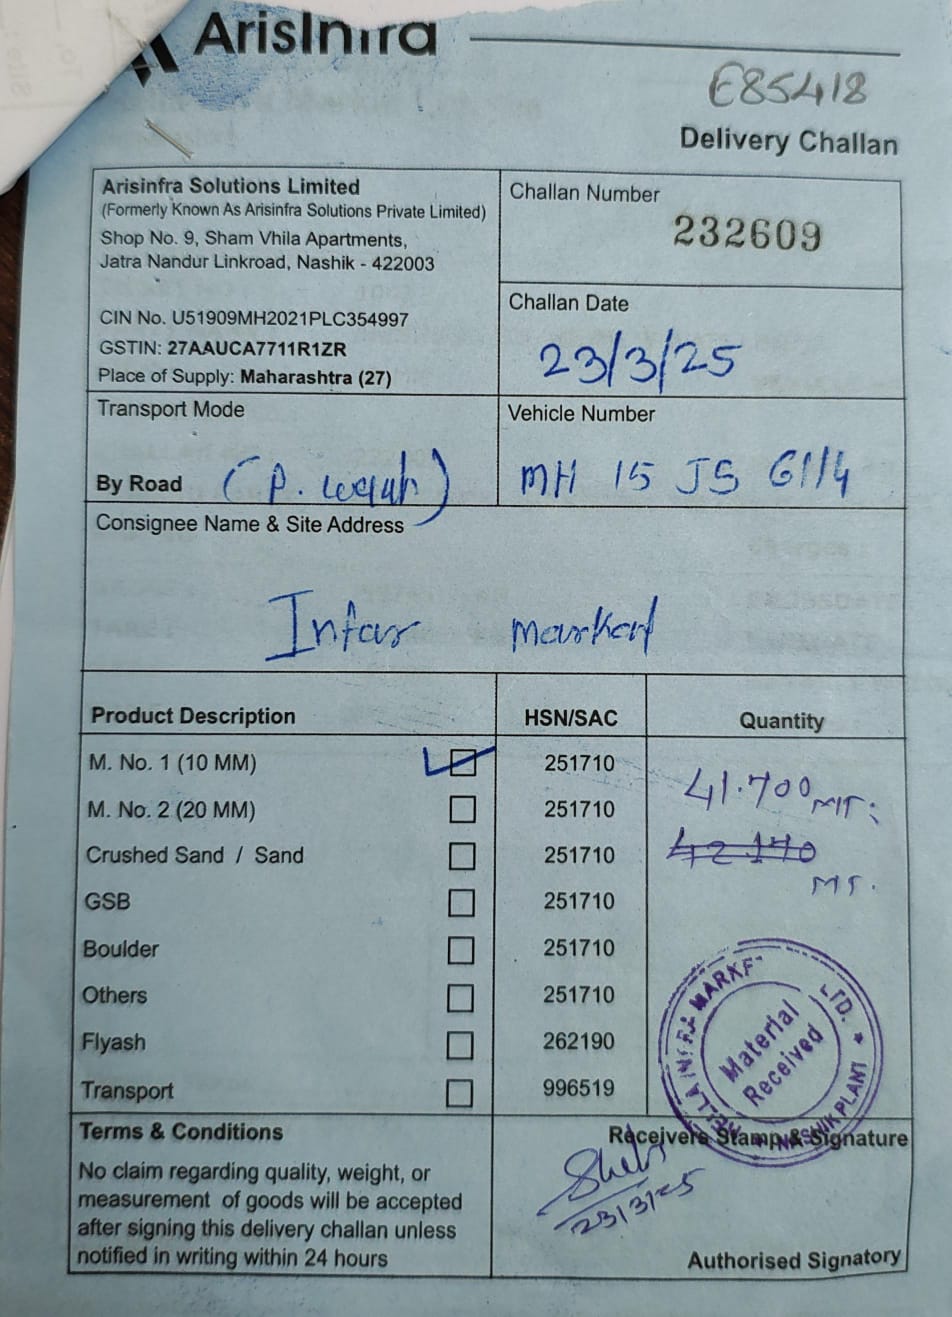 ArisInfra
E85418
Delivery Challan
Arisinfra Solutions Limited
(Formerly Known As Arisinfra Solutions Private Limited)
Shop No. 9, Sham Vhila Apartments,
Jatra Nandur Linkroad, Nashik - 422003
CIN No. U51909MH2021PLC354997
GSTIN: 27AAUCA7711R1ZR
Place of Supply: Maharashtra (27)
Challan Number
232609
Challan Date
23/3/25
Transport Mode
By Road (P.
Vehicle Number
MH 15 JS 6114
Consignee Name & Site Address
Infar market
Product Description HSN/SAC Quantity
M. No. 1 (10 MM) 251710 41.700 MT.
M. No. 2 (20 MM) 251710
Crushed Sand / Sand 251710 42.140 MT.
GSB 251710
Boulder 251710
Others 251710
Flyash 262190
Transport 996519
Material Received
NASHIK PLANT
LTD.
Terms & Conditions
No claim regarding quality, weight, or
measurement of goods will be accepted
after signing this delivery challan unless
notified in writing within 24 hours
Receivers Stamp & Signature
23/3/25
Authorised Signatory